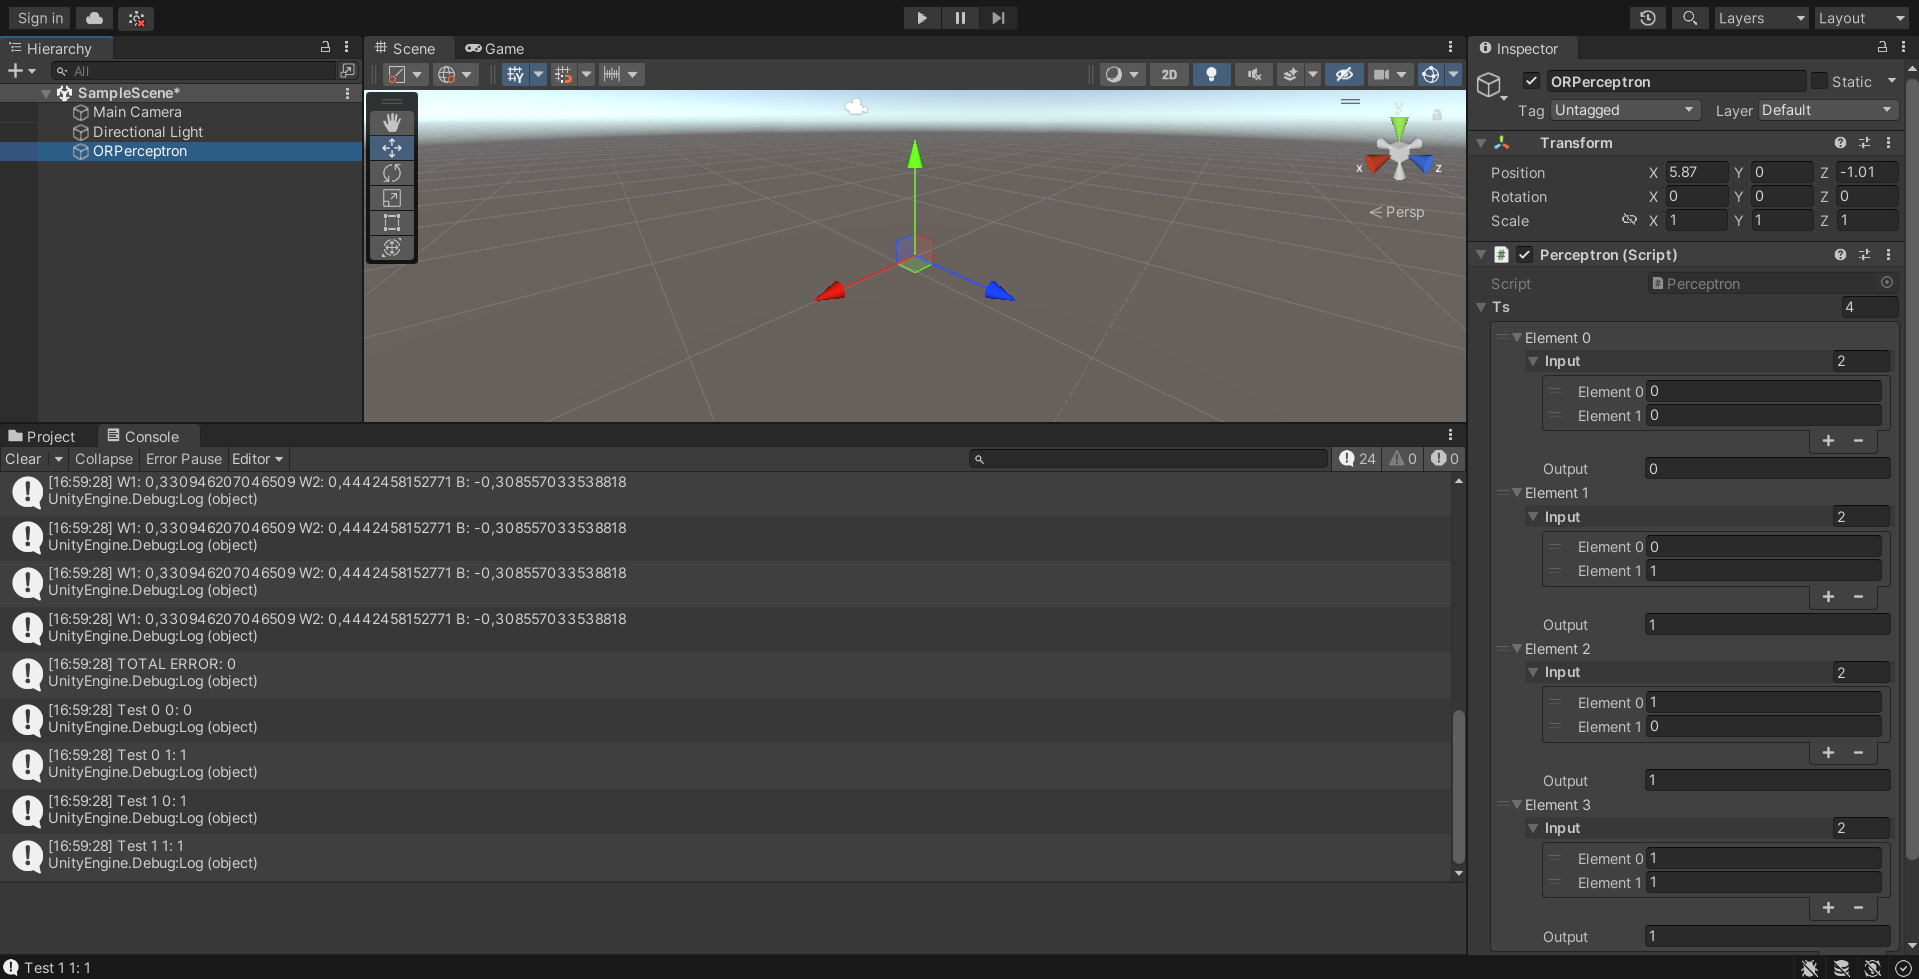 Sign in
Layers
Layout
Hierarchy
All
SampleScene*
Main Camera
Directional Light
ORPerceptron
Scene
Game
2D
y
x
z
Persp
Project
Console
Clear
Collapse
Error Pause
Editor
24
0
0
[16:59:28] W1: 0,330946207046509 W2: 0,4442458152771 B: -0,308557033538818
UnityEngine.Debug:Log (object)
[16:59:28] W1: 0,330946207046509 W2: 0,4442458152771 B: -0,308557033538818
UnityEngine.Debug:Log (object)
[16:59:28] W1: 0,330946207046509 W2: 0,4442458152771 B: -0,308557033538818
UnityEngine.Debug:Log (object)
[16:59:28] W1: 0,330946207046509 W2: 0,4442458152771 B: -0,308557033538818
UnityEngine.Debug:Log (object)
[16:59:28] TOTAL ERROR: 0
UnityEngine.Debug:Log (object)
[16:59:28] Test 0 0: 0
UnityEngine.Debug:Log (object)
[16:59:28] Test 0 1: 1
UnityEngine.Debug:Log (object)
[16:59:28] Test 1 0: 1
UnityEngine.Debug:Log (object)
[16:59:28] Test 1 1: 1
UnityEngine.Debug:Log (object)
Test 1 1: 1
Inspector
ORPerceptron
Static
Tag Untagged Layer Default
Transform
Position X 5.87 Y 0 Z -1.01
Rotation X 0 Y 0 Z 0
Scale X 1 Y 1 Z 1
# Perceptron (Script)
Script # Perceptron
Ts 4
Element 0
Input 2
Element 0 0
Element 1 0
+ −
Output 0
Element 1
Input 2
Element 0 0
Element 1 1
+ −
Output 1
Element 2
Input 2
Element 0 1
Element 1 0
+ −
Output 1
Element 3
Input 2
Element 0 1
Element 1 1
+ −
Output 1